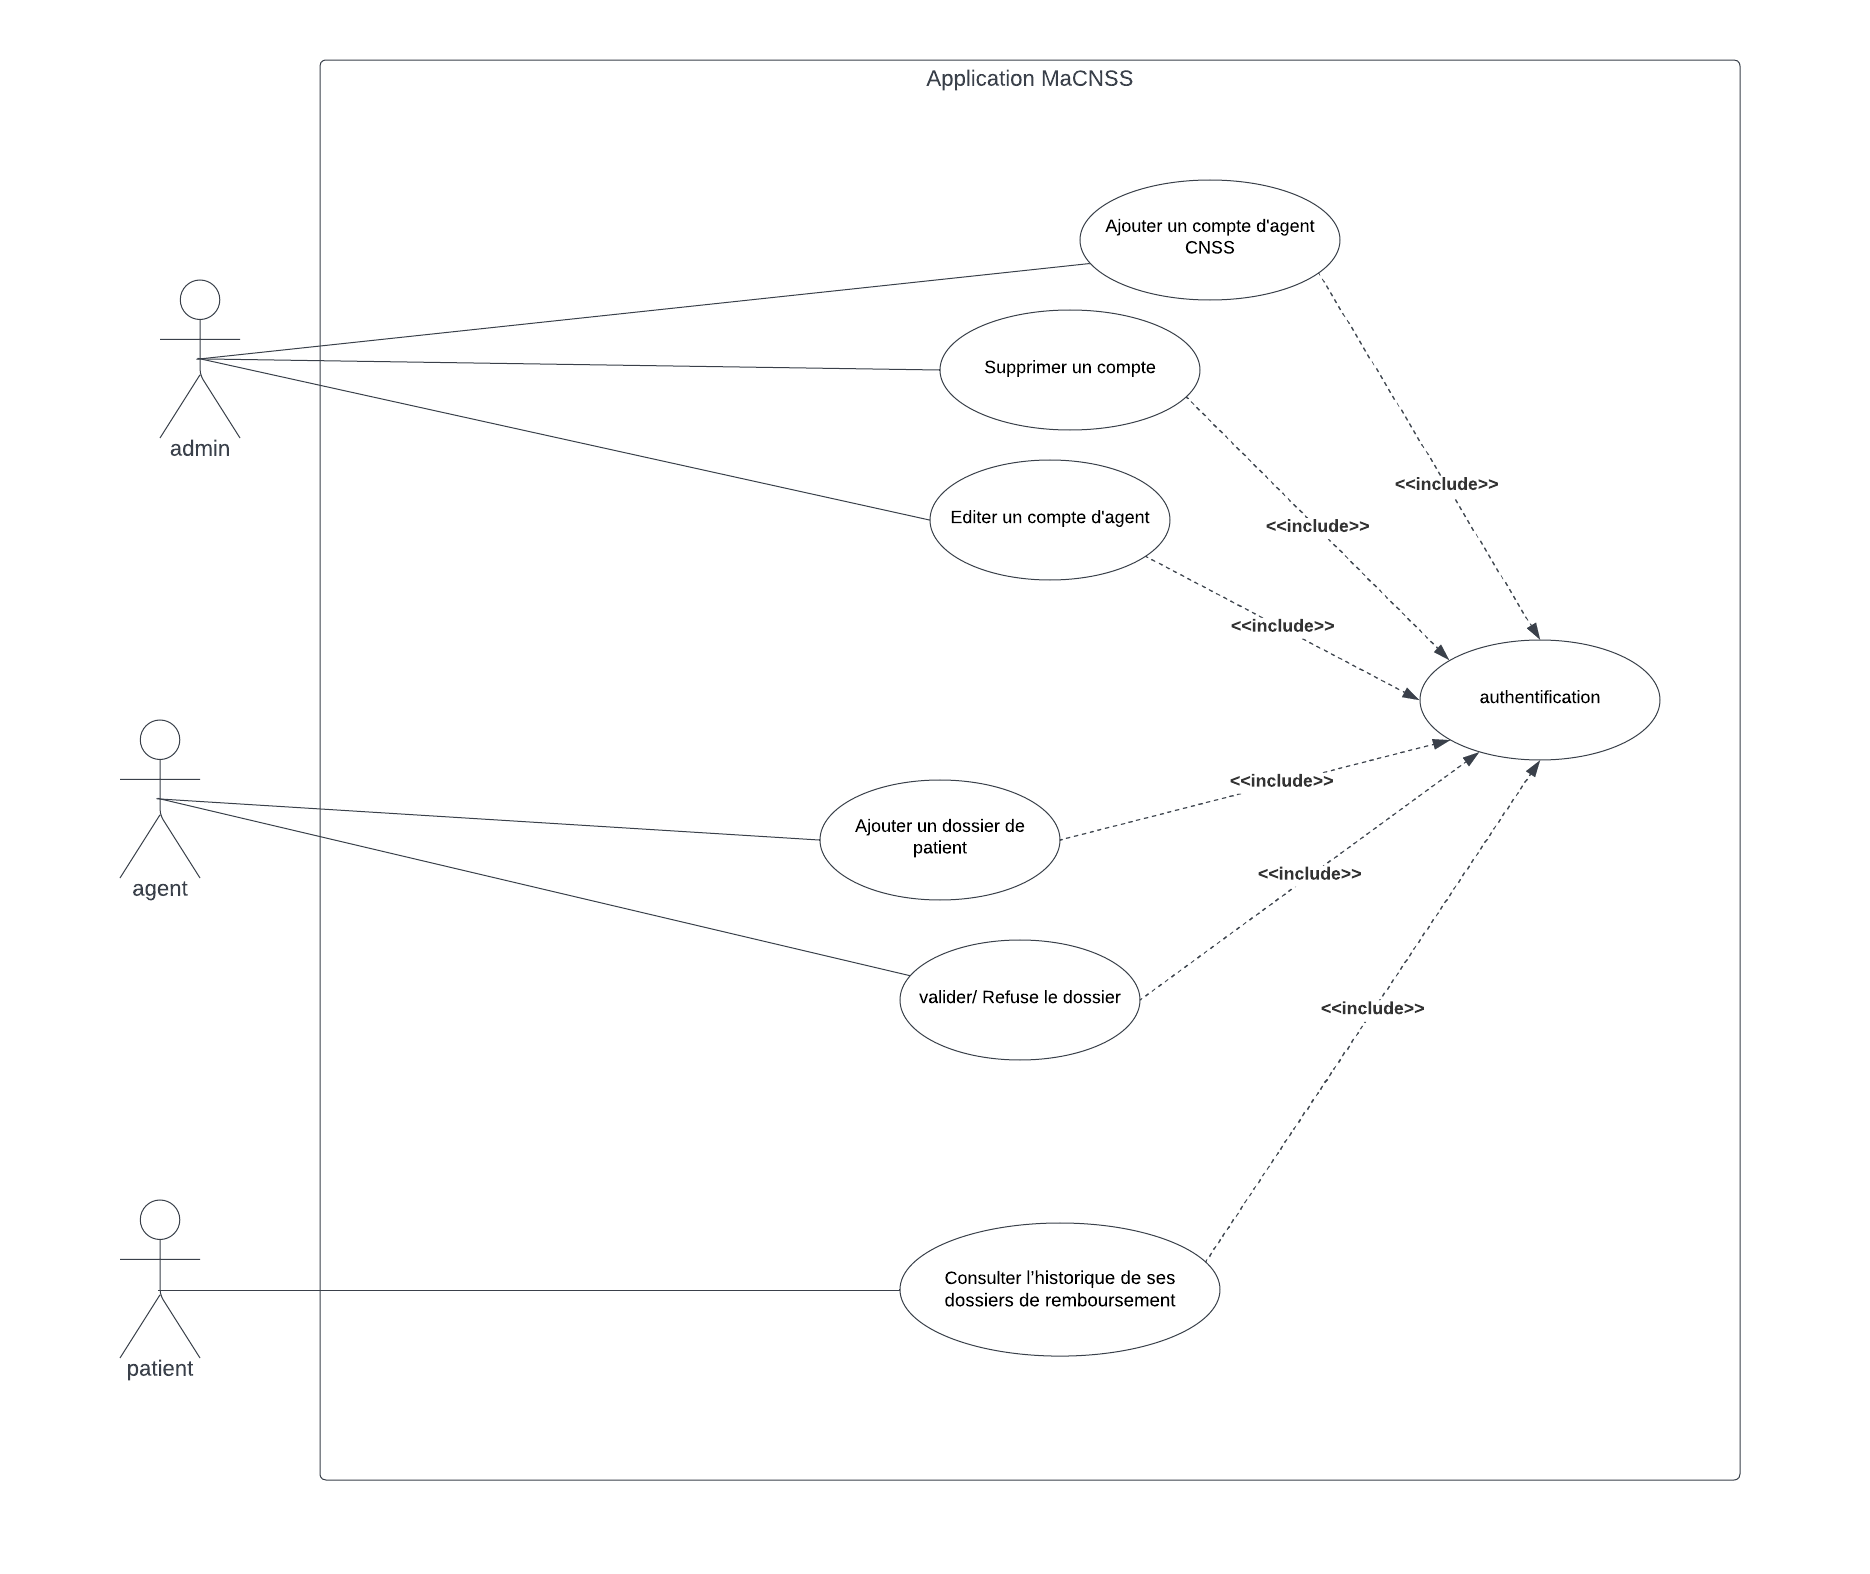 Application MaCNSS
Ajouter un compte d'agent
CNSS
admin
Supprimer un compte
<<include>>
Editer un compte d'agent
<<include>>
<<include>>
authentification
agent
Ajouter un dossier de
patient
<<include>>
valider/ Refuse le dossier
<<include>>
<<include>>
patient
Consulter l'historique de ses
dossiers de remboursement